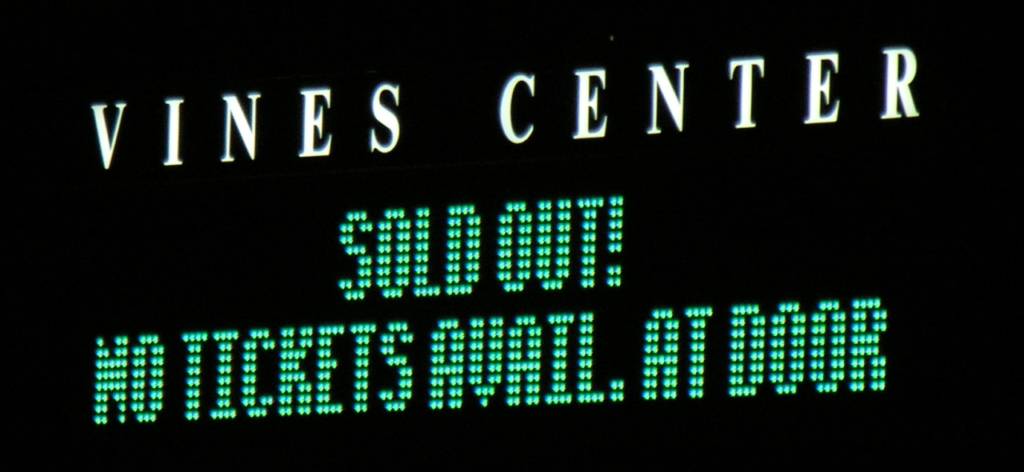 VINES CENTER
SOLD OUT!
NO TICKETS AVAIL. AT DOOR